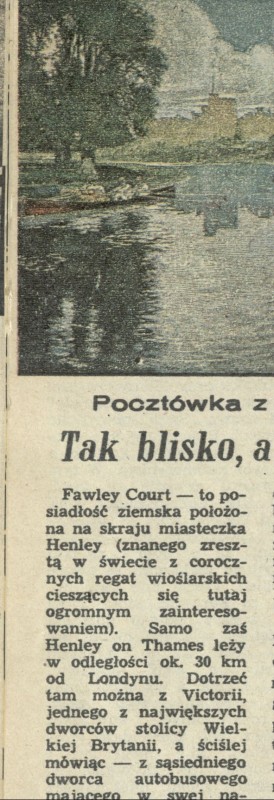 Pocztówka z
Tak blisko, a
Fawley Court — to po-
siadłość ziemska położo-
na na skraju miasteczka
Henley (znanego zresz-
tą w świecie z corocz-
nych regat wioślarskich
cieszących się tutaj
ogromnym zaintereso-
waniem). Samo zaś
Henley on Thames leży
w odległości ok. 30 km
od Londynu. Dotrzeć
tam można z Victorii,
jednego z największych
dworców stolicy Wiel-
kiej Brytanii, a ściślej
mówiąc — z sąsiedniego
dworca autobusowego
mającego w swej na-